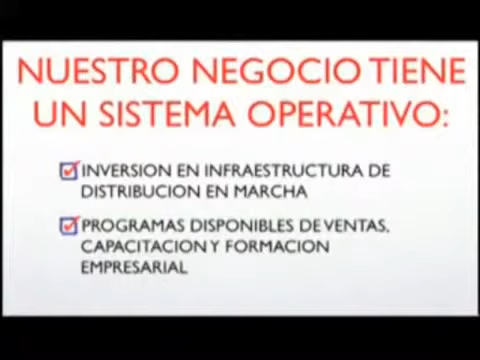 NUESTRO NEGOCIO TIENE
UN SISTEMA OPERATIVO:
INVERSION EN INFRAESTRUCTURA DE
DISTRIBUCION EN MARCHA
PROGRAMAS DISPONIBLES DE VENTAS,
CAPACITACION Y FORMACION
EMPRESARIAL